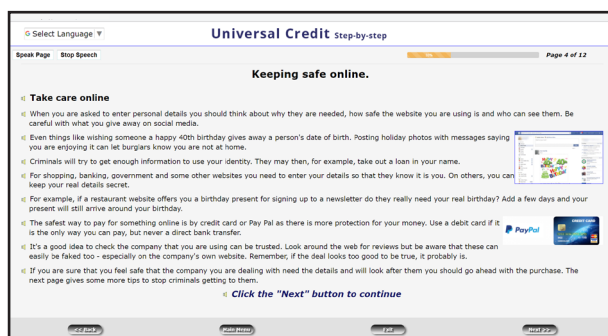 G Select Language ▼
Universal Credit Step-by-step
Speak Page Stop Speech
Page 4 of 12
Keeping safe online.
Take care online
When you are asked to enter personal details you should think about why they are needed, how safe the website you are using is and who can see them. Be
careful with what you give away on social media.
Even things like wishing someone a happy 40th birthday gives away a person's date of birth. Posting holiday photos with messages saying
you are enjoying it can let burglars know you are not at home.
Criminals will try to get enough information to use your identity. They may then, for example, take out a loan in your name.
For shopping, banking, government and some other websites you need to enter your details so that they know it is you. On others, you can
keep your real details secret.
For example, if a restaurant website offers you a birthday present for signing up to a newsletter do they really need your real birthday? Add a few days and your
present will still arrive around your birthday.
The safest way to pay for something online is by credit card or Pay Pal as there is more protection for your money. Use a debit card if it
is the only way you can pay, but never a direct bank transfer.
PayPal
CREDIT CARD
It's a good idea to check the company that you are using can be trusted. Look around the web for reviews but be aware that these can
easily be faked too - especially on the company's own website. Remember, if the deal looks too good to be true, it probably is.
If you are sure that you feel safe that the company you are dealing with need the details and will look after them you should go ahead with the purchase. The
next page gives some more tips to stop criminals getting to them.
Click the "Next" button to continue
<< Back
Main Menu
Exit
Next >>